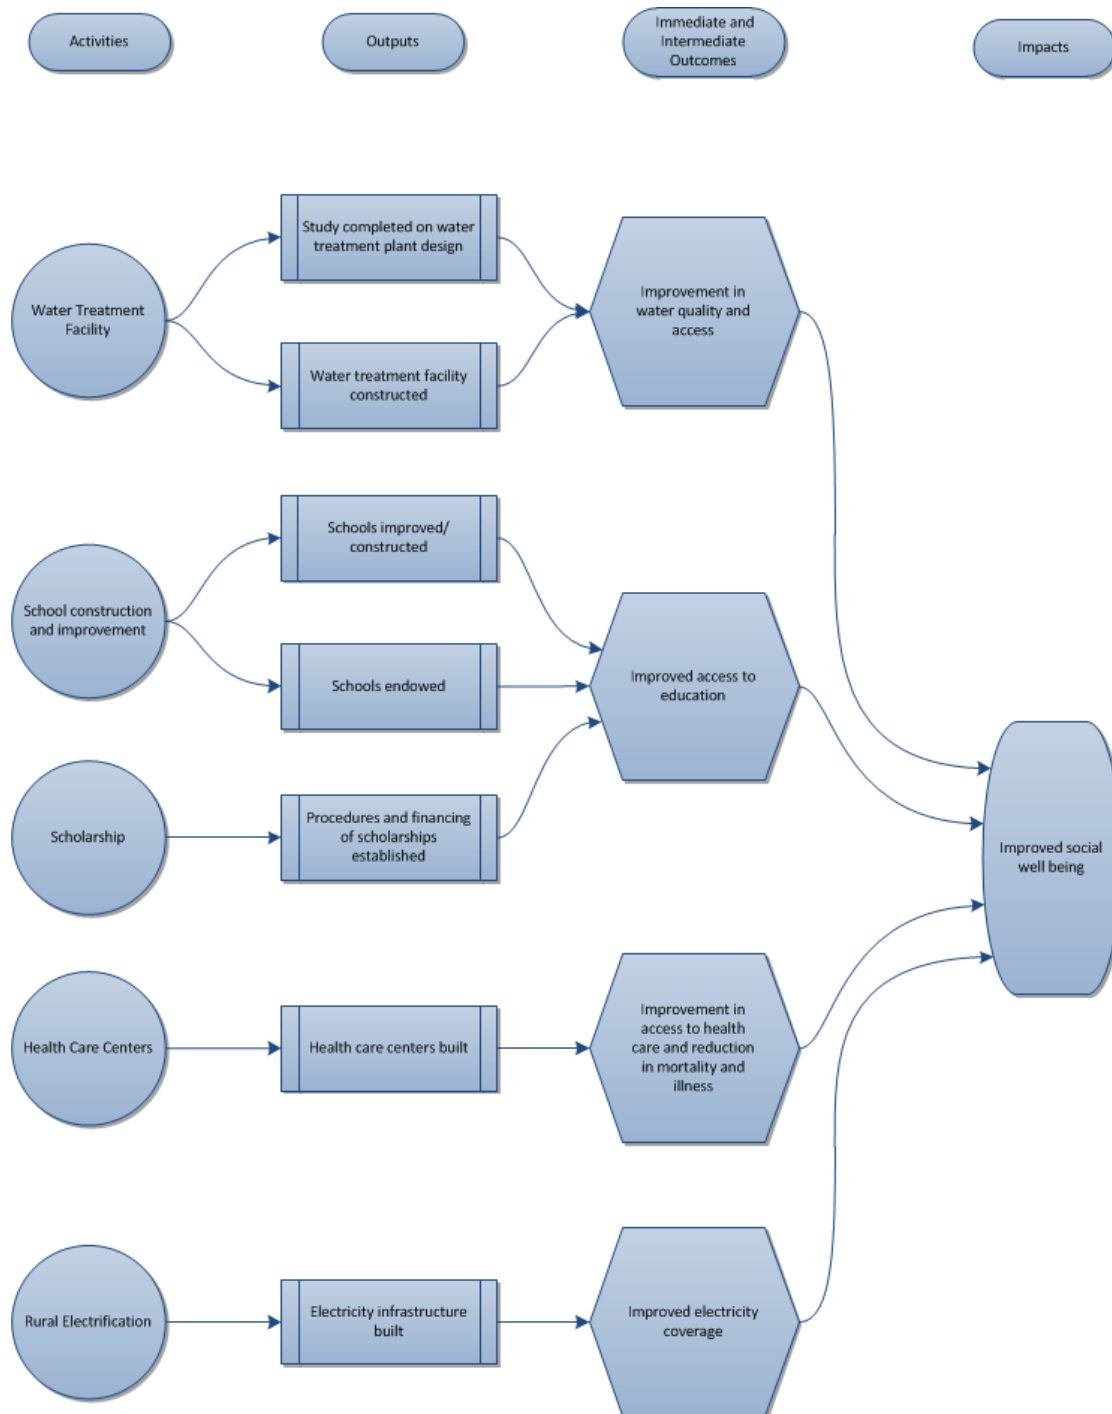 Activities
Outputs
Immediate and
Intermediate
Outcomes
Impacts
Water Treatment
Facility
Study completed on water
treatment plant design
Water treatment facility
constructed
Improvement in
water quality and
access
School construction
and improvement
Schools improved/
constructed
Schools endowed
Improved access to
education
Scholarship
Procedures and financing
of scholarships
established
Improved social
well being
Health Care Centers
Health care centers built
Improvement in
access to health
care and reduction
in mortality and
illness
Rural Electrification
Electricity infrastructure
built
Improved electricity
coverage